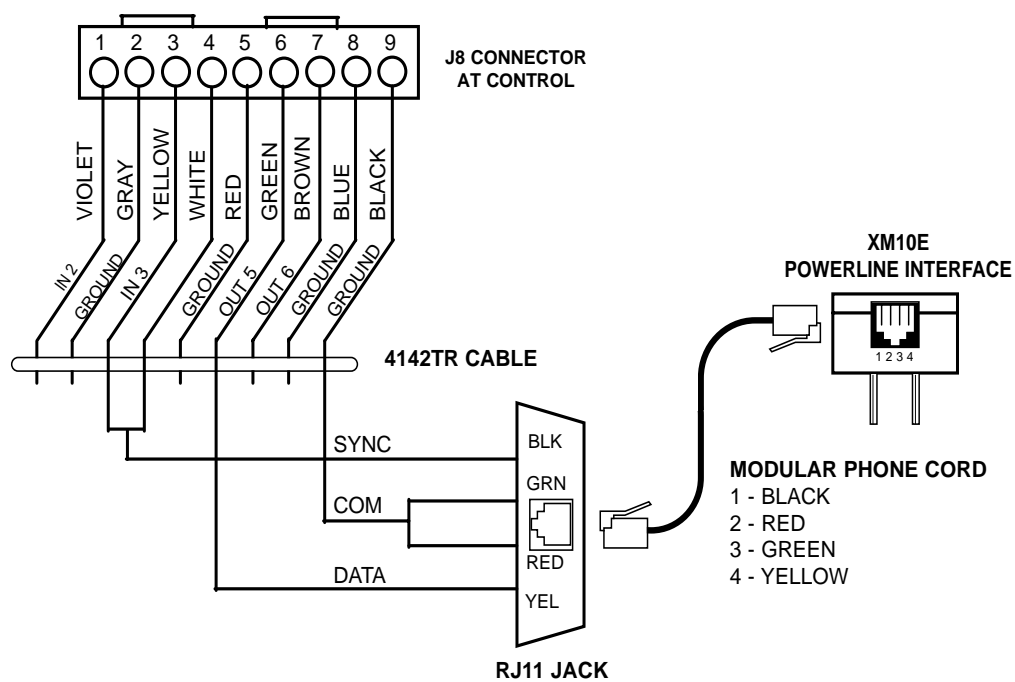 1 2 3 4 5 6 7 8 9
J8 CONNECTOR
AT CONTROL
VIOLET
GRAY
YELLOW
WHITE
RED
GREEN
BROWN
BLUE
BLACK
IN 2
GROUND
IN 3
GROUND
OUT 5
OUT 6
GROUND
GROUND
4142TR CABLE
XM10E
POWERLINE INTERFACE
1 2 3 4
SYNC
COM
DATA
BLK
GRN
RED
YEL
RJ11 JACK
MODULAR PHONE CORD
1 - BLACK
2 - RED
3 - GREEN
4 - YELLOW